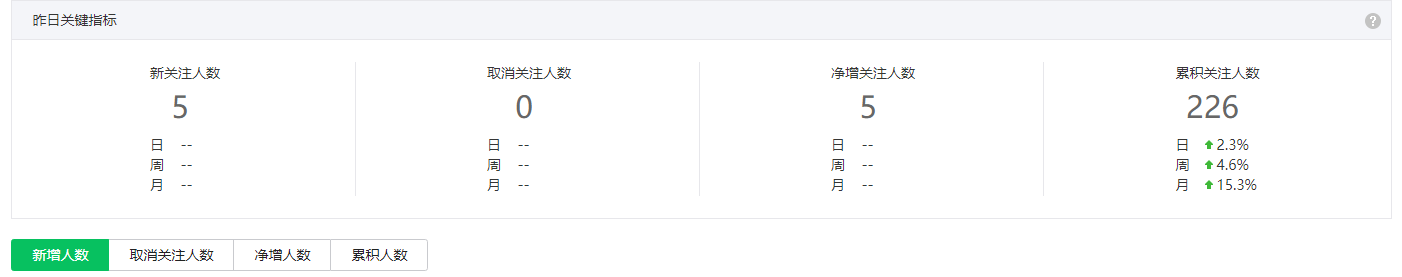 昨日关键指标
?
新关注人数 取消关注人数 净增关注人数 累积关注人数
5 0 5 226
日 -- 日 -- 日 -- 日 2.3%
周 -- 周 -- 周 -- 周 4.6%
月 -- 月 -- 月 -- 月 15.3%
新增人数 取消关注人数 净增人数 累积人数